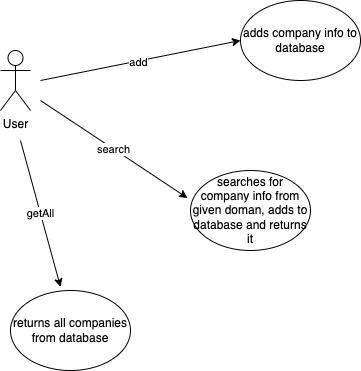 adds company info to
database
add
User
search
searches for
company info from
given doman, adds to
database and returns
it
getAll
returns all companies
from database